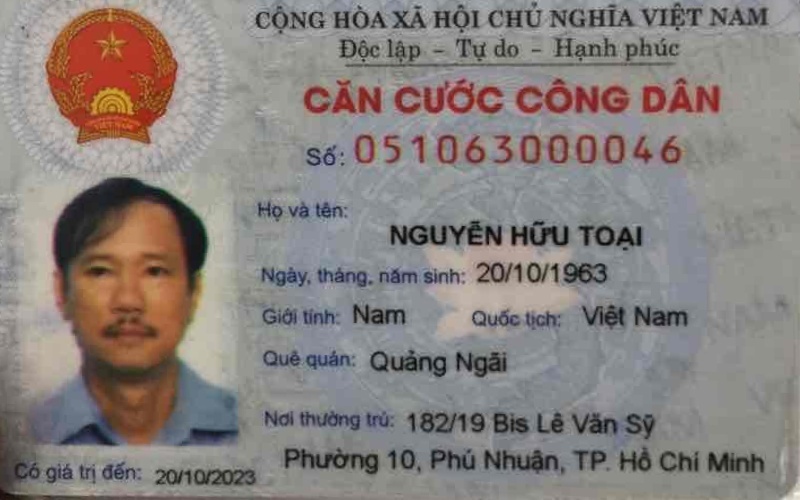 CỘNG HÒA XÃ HỘI CHỦ NGHĨA VIỆT NAM
Độc lập – Tự do – Hạnh phúc
CĂN CƯỚC CÔNG DÂN
Số: 051063000046
Họ và tên:
NGUYỄN HỮU TOẠI
Ngày, tháng, năm sinh: 20/10/1963
Giới tính: Nam Quốc tịch: Việt Nam
Quê quán: Quảng Ngãi
Nơi thường trú: 182/19 Bis Lê Văn Sỹ
Phường 10, Phú Nhuận, TP. Hồ Chí Minh
Có giá trị đến: 20/10/2023